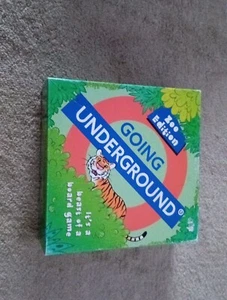 Zoo
Edition
GOING
UNDERGROUND®
it's a
beast of a
board game